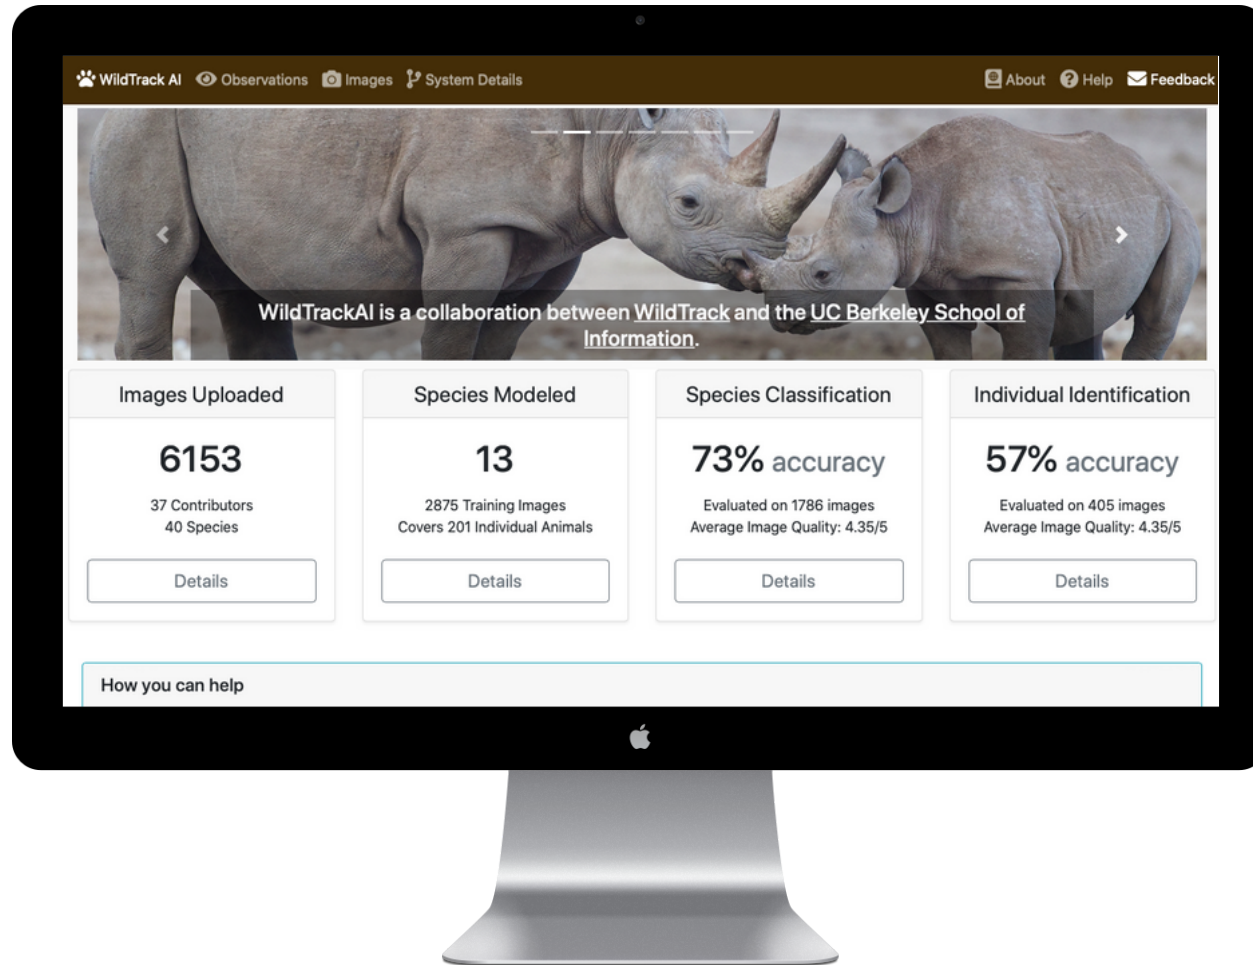 WildTrack AI Observations Images System Details About Help Feedback
WildTrackAI is a collaboration between WildTrack and the UC Berkeley School of
Information.
Images Uploaded
6153
37 Contributors
40 Species
Details
Species Modeled
13
2875 Training Images
Covers 201 Individual Animals
Details
Species Classification
73% accuracy
Evaluated on 1786 images
Average Image Quality: 4.35/5
Details
Individual Identification
57% accuracy
Evaluated on 405 images
Average Image Quality: 4.35/5
Details
How you can help